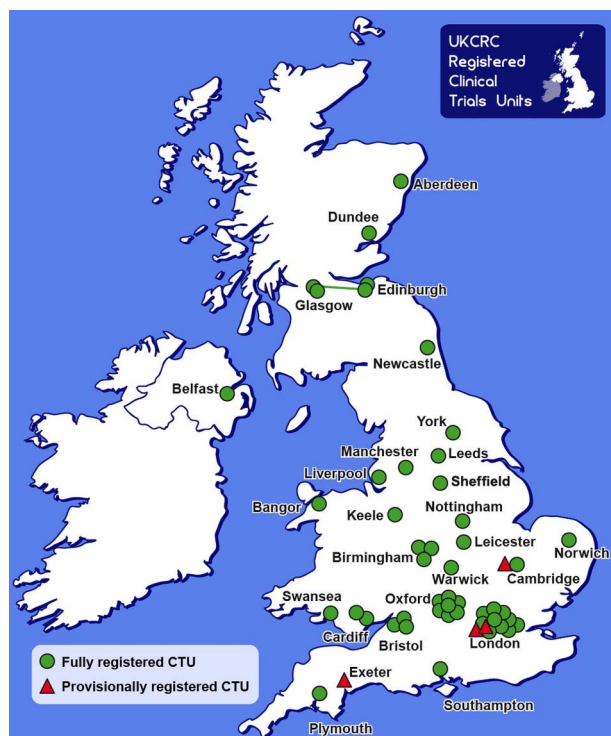 UKCRC
Registered
Clinical
Trials Units
Aberdeen
Dundee
Edinburgh
Glasgow
Newcastle
Belfast
York
Manchester
Leeds
Liverpool
Sheffield
Bangor
Keele
Nottingham
Leicester
Norwich
Birmingham
Warwick
Cambridge
Swansea
Oxford
Cardiff
Bristol
London
Fully registered CTU
Exeter
Provisionally registered CTU
Southampton
Plymouth